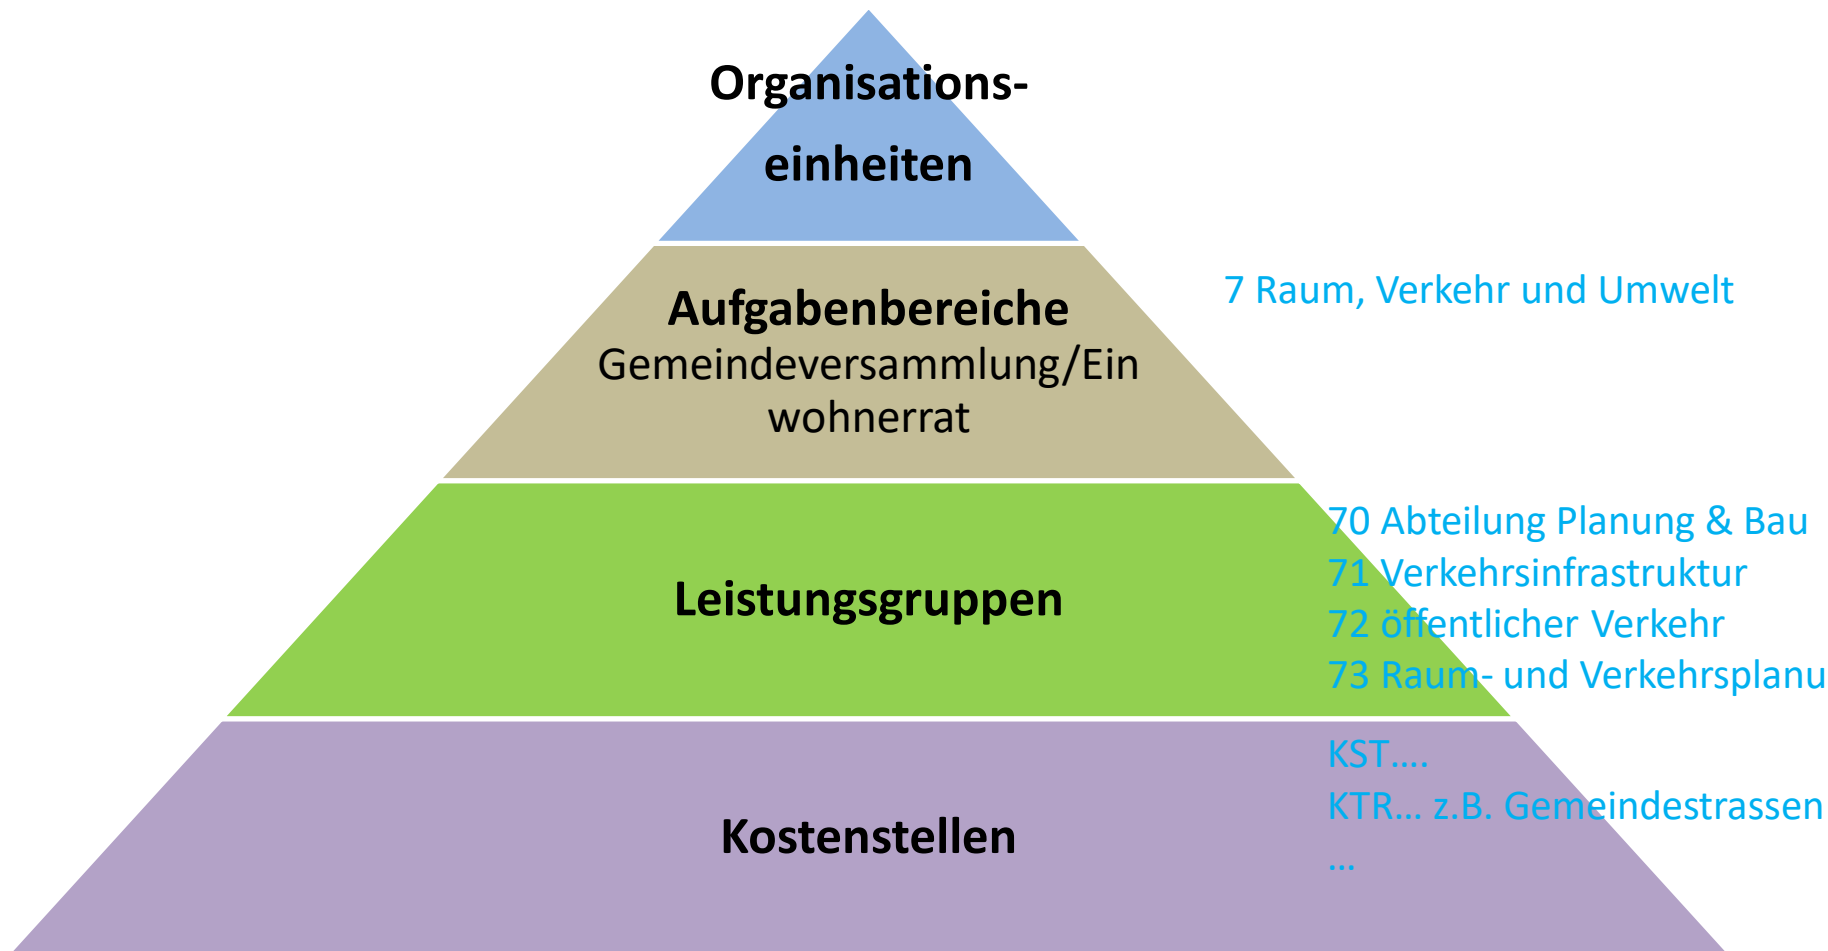 Organisations-
einheiten
Aufgabenbereiche
Gemeindeversammlung/Ein
wohnerrat
7 Raum, Verkehr und Umwelt
Leistungsgruppen
70 Abteilung Planung & Bau
71 Verkehrsinfrastruktur
72 öffentlicher Verkehr
73 Raum- und Verkehrsplanu
Kostenstellen
KST....
KTR... z.B. Gemeindestrassen
...